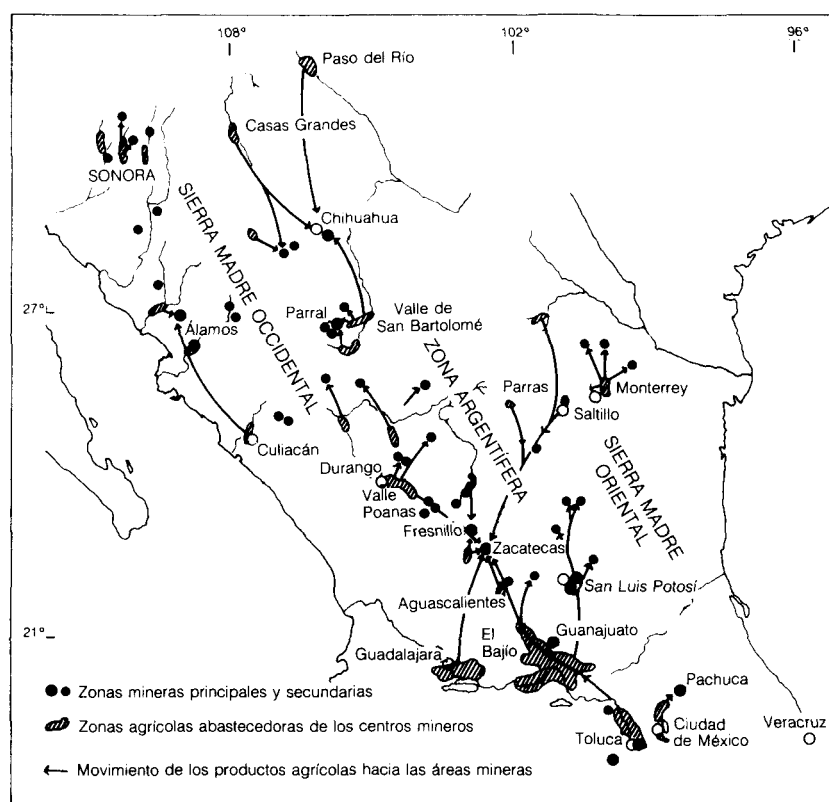 108°
102°
96°
Paso del Río
Casas Grandes
SONORA
SIERRA MADRE OCCIDENTAL
Chihuahua
27°
Álamos
Parral
Valle de
San Bartolomé
ZONA ARGENTÍFERA
Parras
Monterrey
Saltillo
SIERRA MADRE
ORIENTAL
Culiacán
Durango
Valle
Poanas
Fresnillo
Zacatecas
San Luis Potosí
Aguascalientes
21°
El
Bajío
Guanajuato
Guadalajara
Pachuca
Toluca
Ciudad
de México
Veracruz
Zonas mineras principales y secundarias
Zonas agrícolas abastecedoras de los centros mineros
Movimiento de los productos agrícolas hacia las áreas mineras